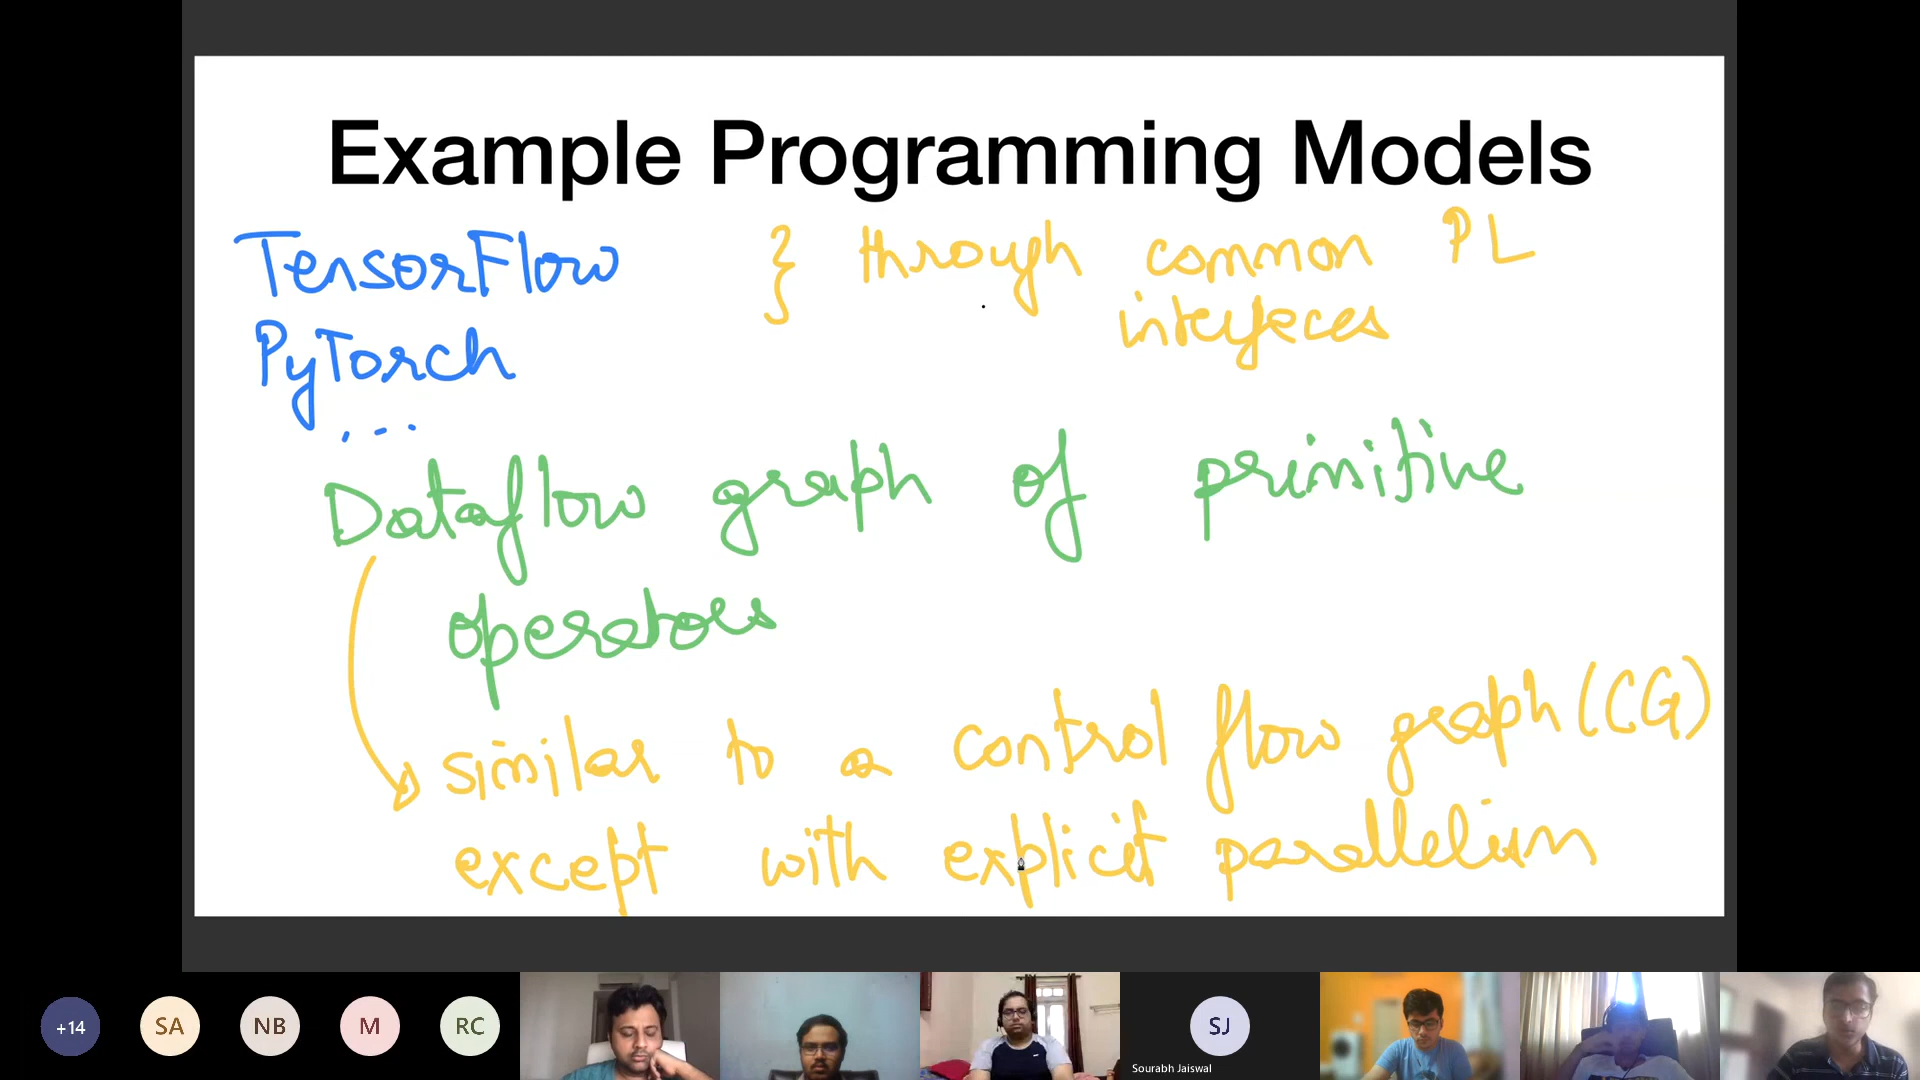 Example Programming Models
TensorFlow } through common PL
interfaces
PyTorch
...
Dataflow graph of primitive
operators
similar to a control flow graph (CG)
except with explicit parallelism
+14 SA NB M RC SJ
Sourabh Jaiswal